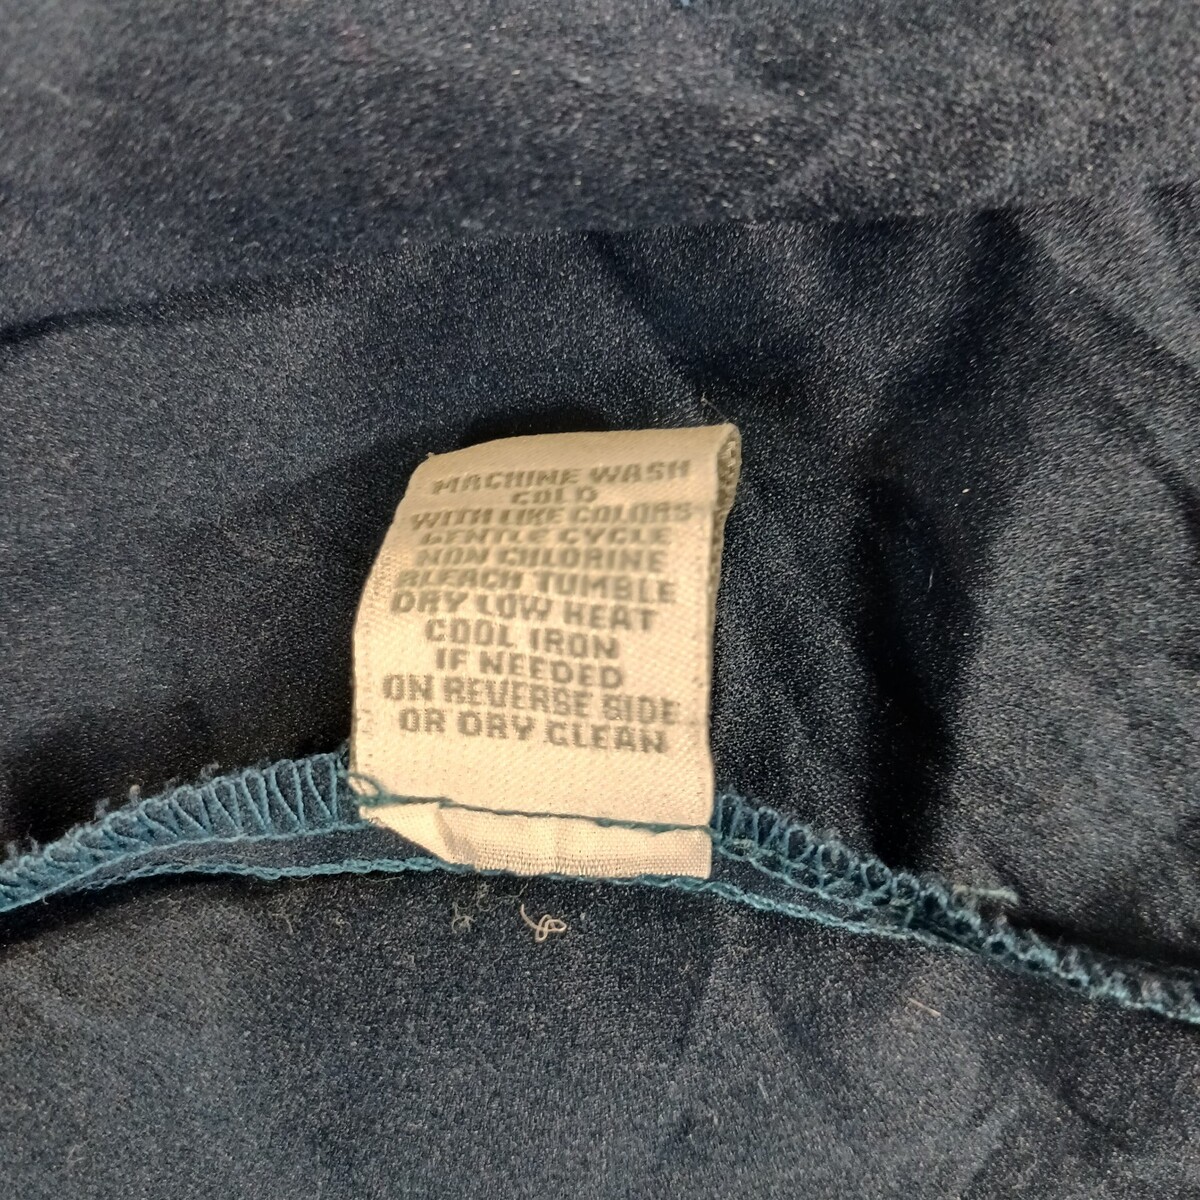 MACHINE WASH
COLD
WITH LIKE COLORS
GENTLE CYCLE
NON CHLORINE
BLEACH TUMBLE
DRY LOW HEAT
COOL IRON
IF NEEDED
ON REVERSE SIDE
OR DRY CLEAN